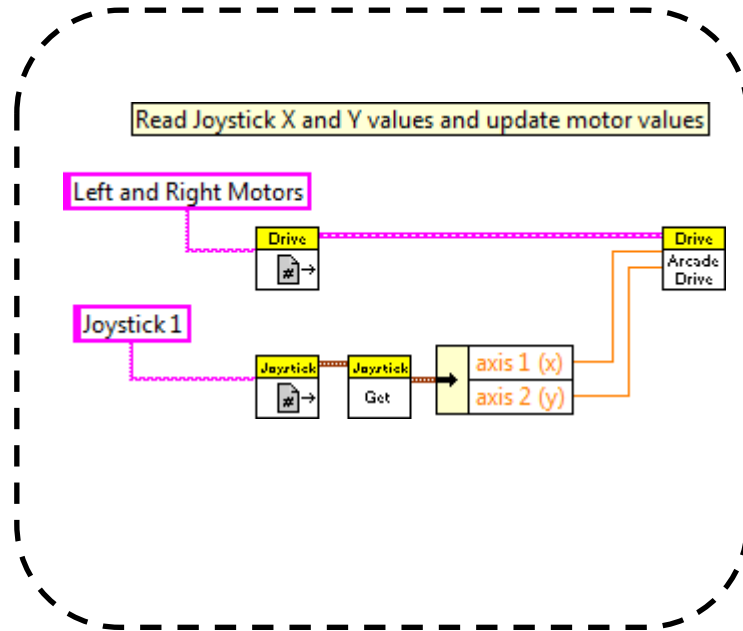 Read Joystick X and Y values and update motor values
Left and Right Motors
Drive
#
Drive
Arcade
Drive
Joystick 1
Joystick
#
Joystick
Get
axis 1 (x)
axis 2 (y)